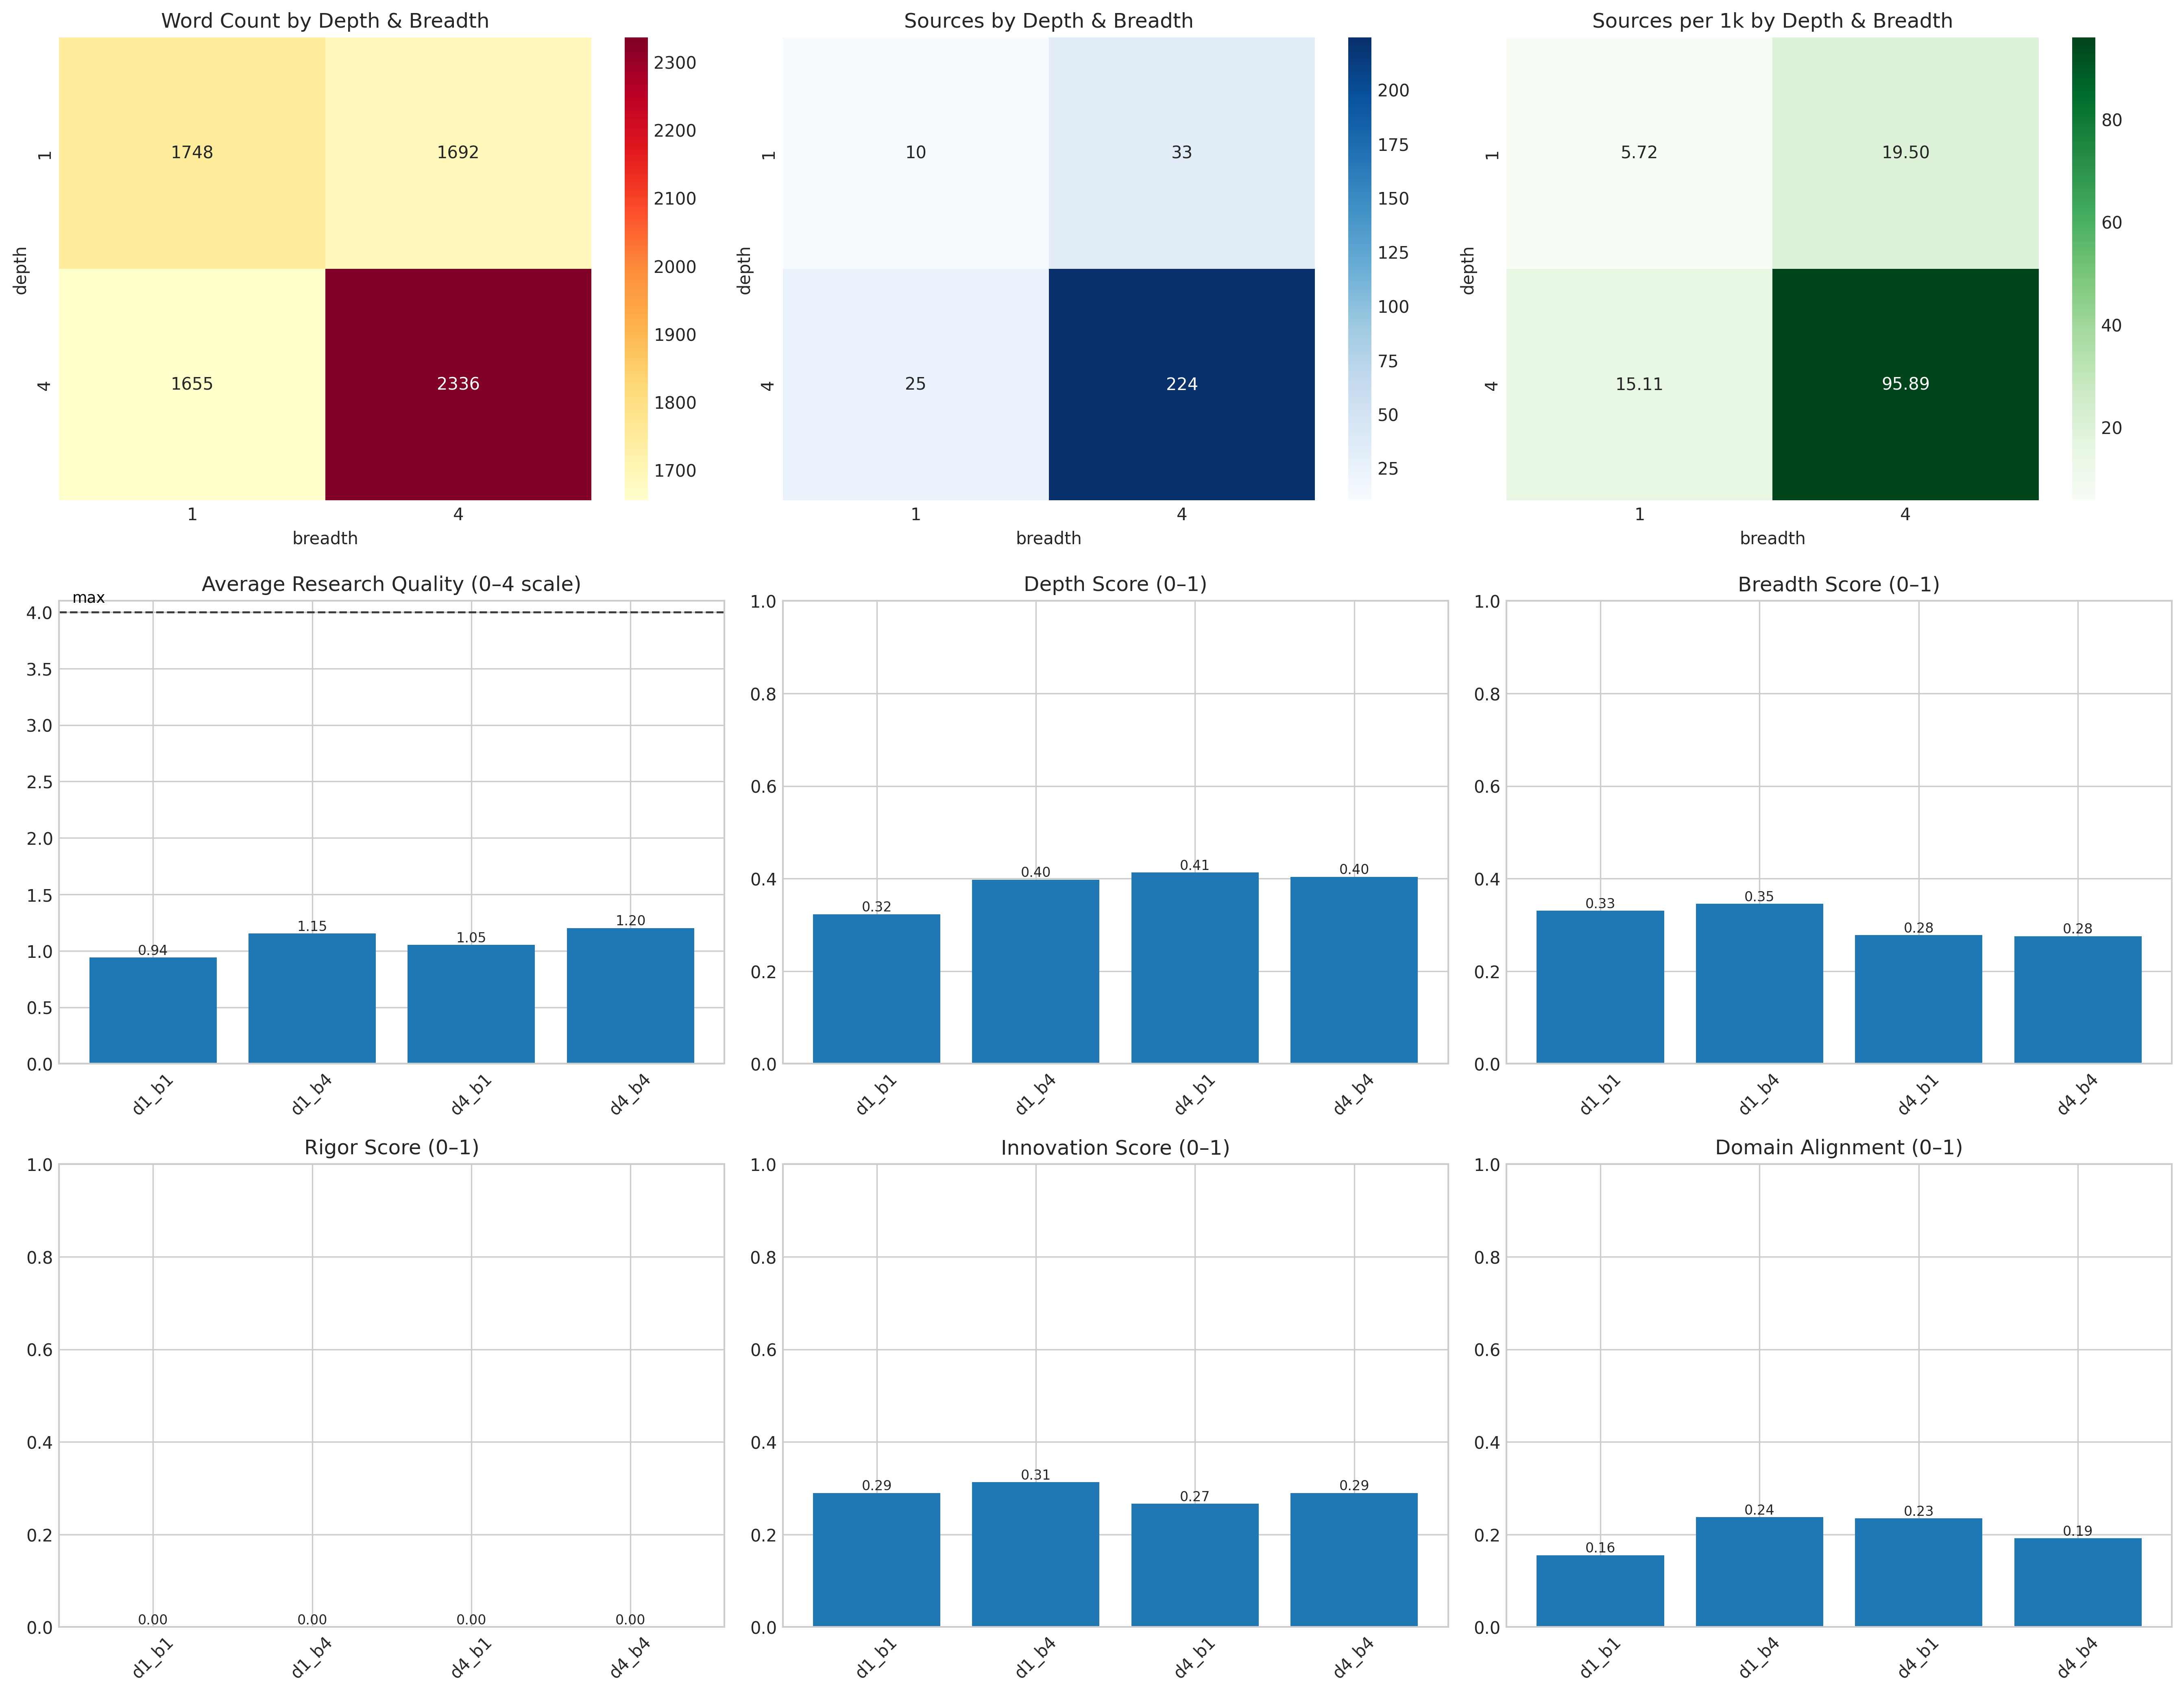 Word Count by Depth & Breadth
1748 1692
1655 2336
depth
1
4
1 4
breadth
2300
2200
2100
2000
1900
1800
1700
Sources by Depth & Breadth
10 33
25 224
depth
1
4
1 4
breadth
200
175
150
125
100
75
50
25
Sources per 1k by Depth & Breadth
5.72 19.50
15.11 95.89
depth
1
4
1 4
breadth
80
60
40
20
Average Research Quality (0–4 scale)
max
4.0
3.5
3.0
2.5
2.0
1.5
1.0
0.5
0.0
0.94 1.15 1.05 1.20
d1_b1 d1_b4 d4_b1 d4_b4
Depth Score (0–1)
1.0
0.8
0.6
0.4
0.2
0.0
0.32 0.40 0.41 0.40
d1_b1 d1_b4 d4_b1 d4_b4
Breadth Score (0–1)
1.0
0.8
0.6
0.4
0.2
0.0
0.33 0.35 0.28 0.28
d1_b1 d1_b4 d4_b1 d4_b4
Rigor Score (0–1)
1.0
0.8
0.6
0.4
0.2
0.0
0.00 0.00 0.00 0.00
d1_b1 d1_b4 d4_b1 d4_b4
Innovation Score (0–1)
1.0
0.8
0.6
0.4
0.2
0.0
0.29 0.31 0.27 0.29
d1_b1 d1_b4 d4_b1 d4_b4
Domain Alignment (0–1)
1.0
0.8
0.6
0.4
0.2
0.0
0.16 0.24 0.23 0.19
d1_b1 d1_b4 d4_b1 d4_b4